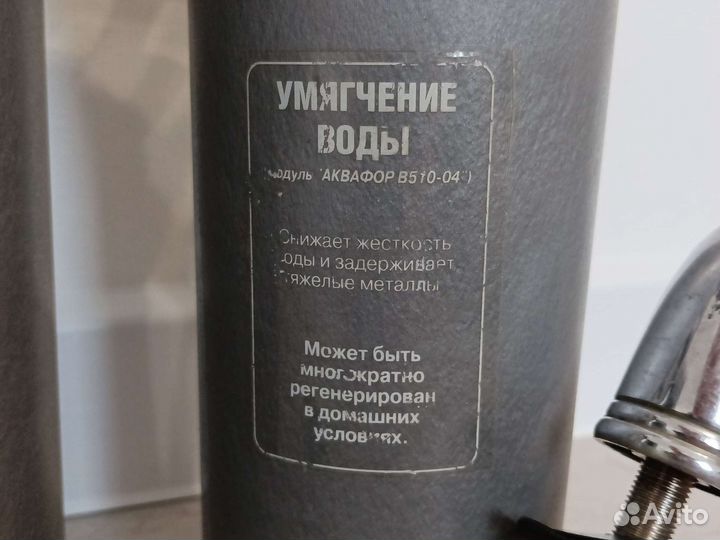 УМЯГЧЕНИЕ
ВОДЫ
(модуль "АКВАФОР В510-04")
Снижает жесткость
воды и задерживает
тяжелые металлы
Может быть
многократно
регенерирован
в домашних
условиях.
Avito